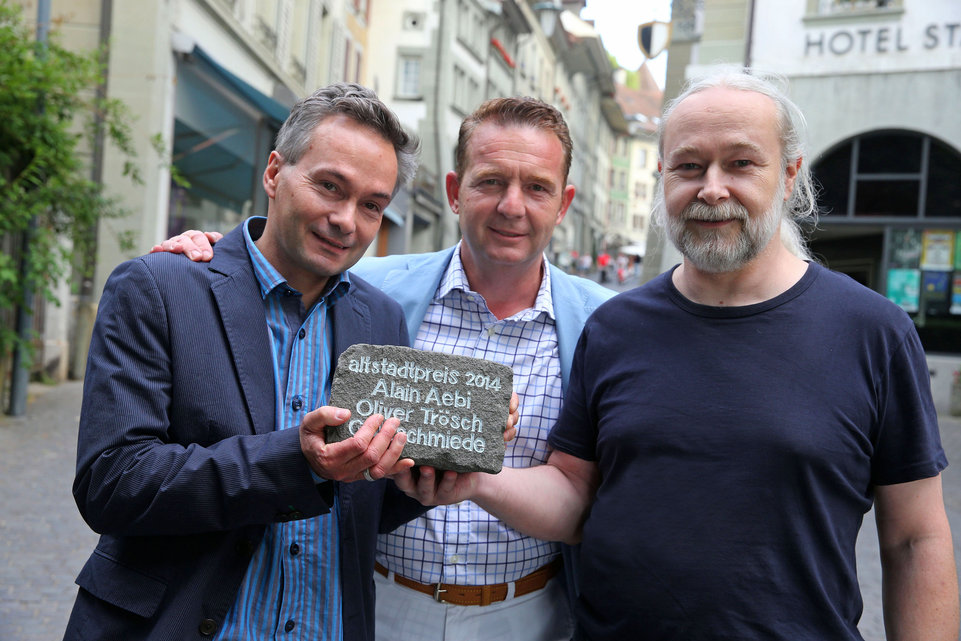 HOTEL ST
altstadtpreis 2014
Alain Aebi
Oliver Trösch